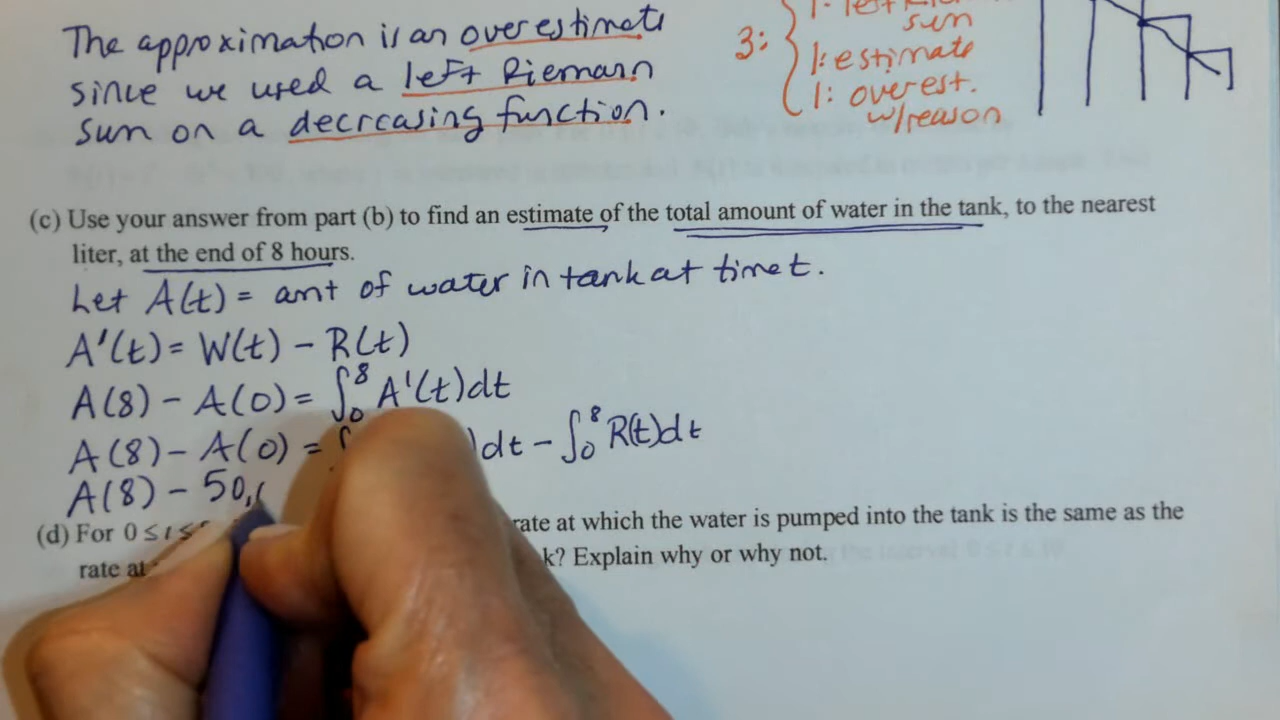 The approximation is an overestimate
since we used a left Riemann
sum on a decreasing function.
3:
sum
1: estimate
1: overest.
w/reason
(c) Use your answer from part (b) to find an estimate of the total amount of water in the tank, to the nearest
liter, at the end of 8 hours.
Let A(t) = amt of water in tank at time t.
A'(t) = W(t) - R(t)
A(8) - A(0) = ∫₀⁸ A'(t)dt
A(8) - A(0) = ∫ )dt - ∫₀⁸ R(t)dt
A(8) - 50,
(d) For 0 ≤ t ≤ rate at which the water is pumped into the tank is the same as the
rate at k? Explain why or why not.